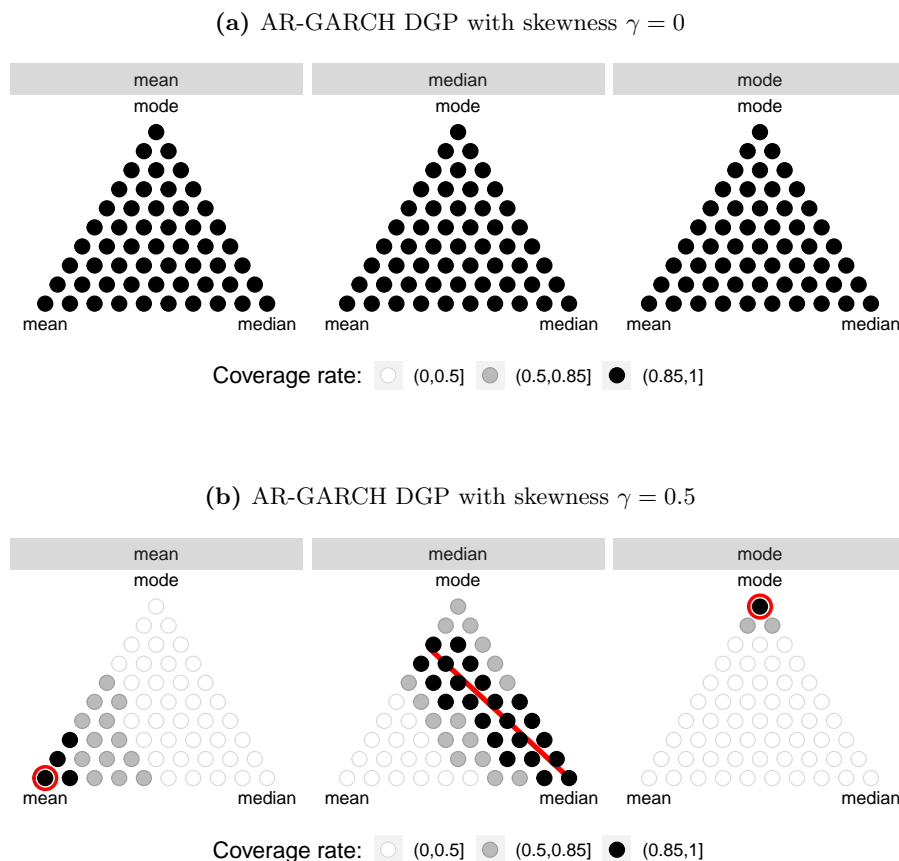 (a) AR-GARCH DGP with skewness γ = 0
mean median mode
mode mode mode
mean median mean median mean median
Coverage rate: (0,0.5] (0.5,0.85] (0.85,1]
(b) AR-GARCH DGP with skewness γ = 0.5
mean median mode
mode mode mode
mean median mean median mean median
Coverage rate: (0,0.5] (0.5,0.85] (0.85,1]